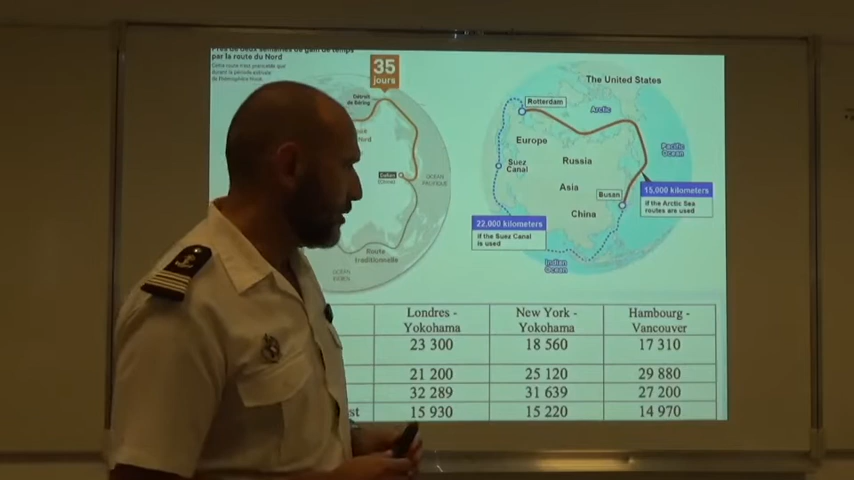 par la route du Nord
35
jours
Détroit
de Béring
Dalian
(Chine)
OCÉAN
PACIFIQUE
Route
traditionnelle
OCÉAN
INDIEN
The United States
Rotterdam
Arctic
Europe
Pacific
Ocean
Suez
Canal
Russia
Asia
Busan
15,000 kilometers
If the Arctic Sea
routes are used
China
22,000 kilometers
If the Suez Canal
is used
Indian
Ocean
Londres -
Yokohama
New York -
Yokohama
Hambourg -
Vancouver
23 300
18 560
17 310
21 200
25 120
29 880
32 289
31 639
27 200
st
15 930
15 220
14 970